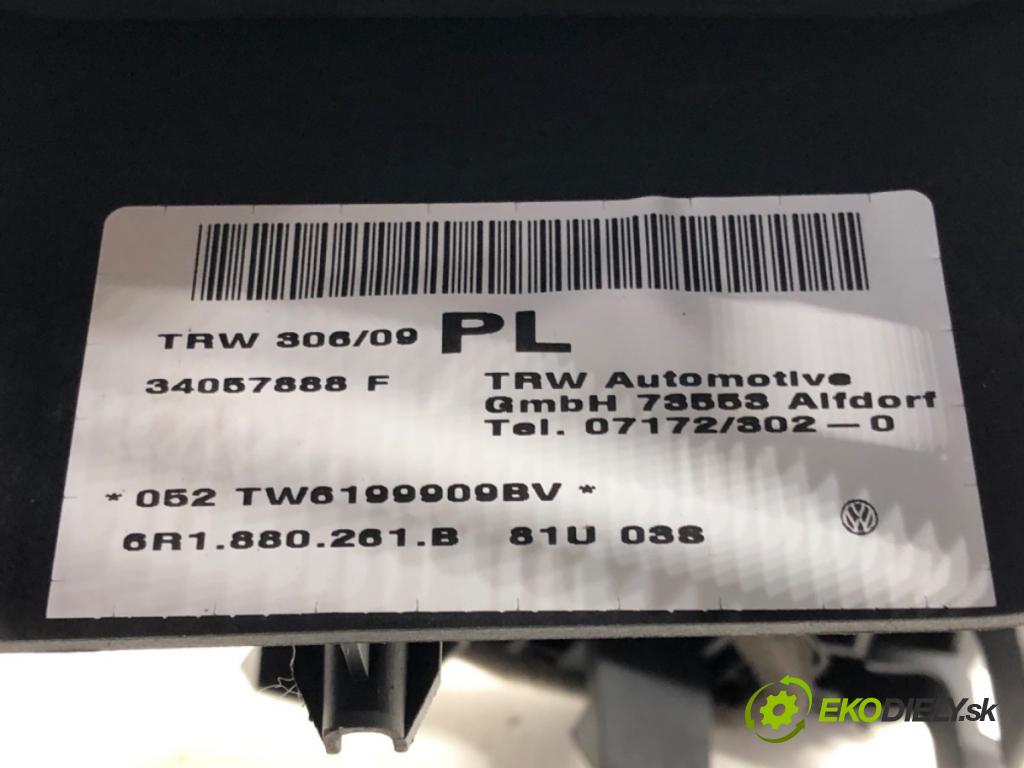 TRW 306/09 PL
34057888 F
TRW Automotive
GmbH 73553 Alfdorf
Tel. 07172/302-0
* 052 TW6199909BV *
6R1.880.261.B 81U 03S
EKODIELY.sk